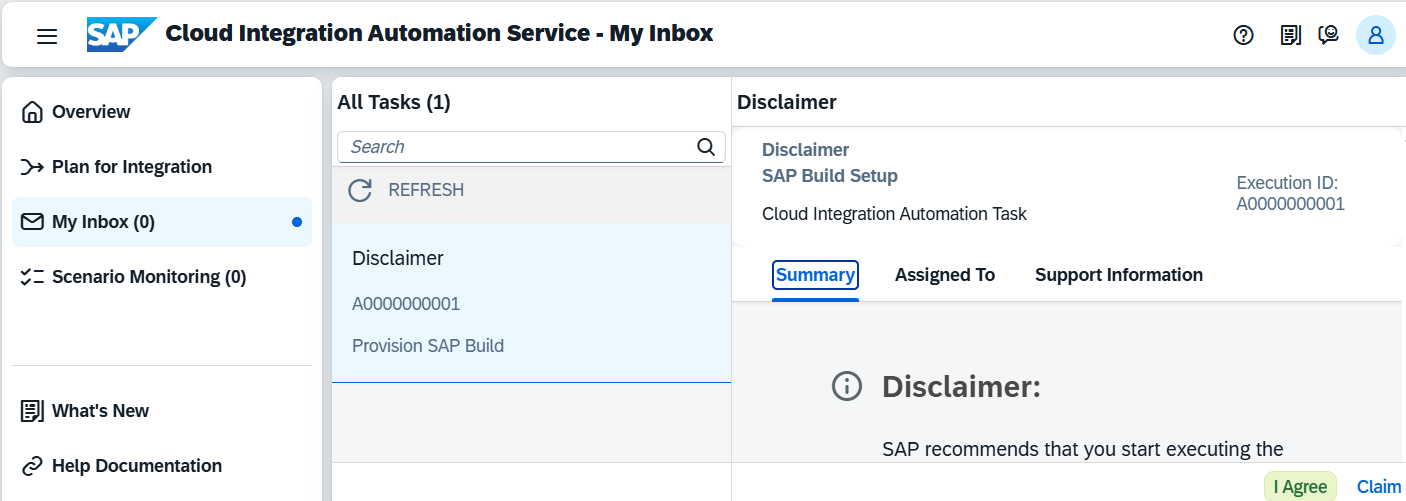 SAP Cloud Integration Automation Service - My Inbox
Overview
Plan for Integration
My Inbox (0)
Scenario Monitoring (0)
What's New
Help Documentation
All Tasks (1)
Search
REFRESH
Disclaimer
A0000000001
Provision SAP Build
Disclaimer
Disclaimer
SAP Build Setup
Cloud Integration Automation Task
Execution ID:
A0000000001
Summary
Assigned To
Support Information
Disclaimer:
SAP recommends that you start executing the
I Agree
Claim